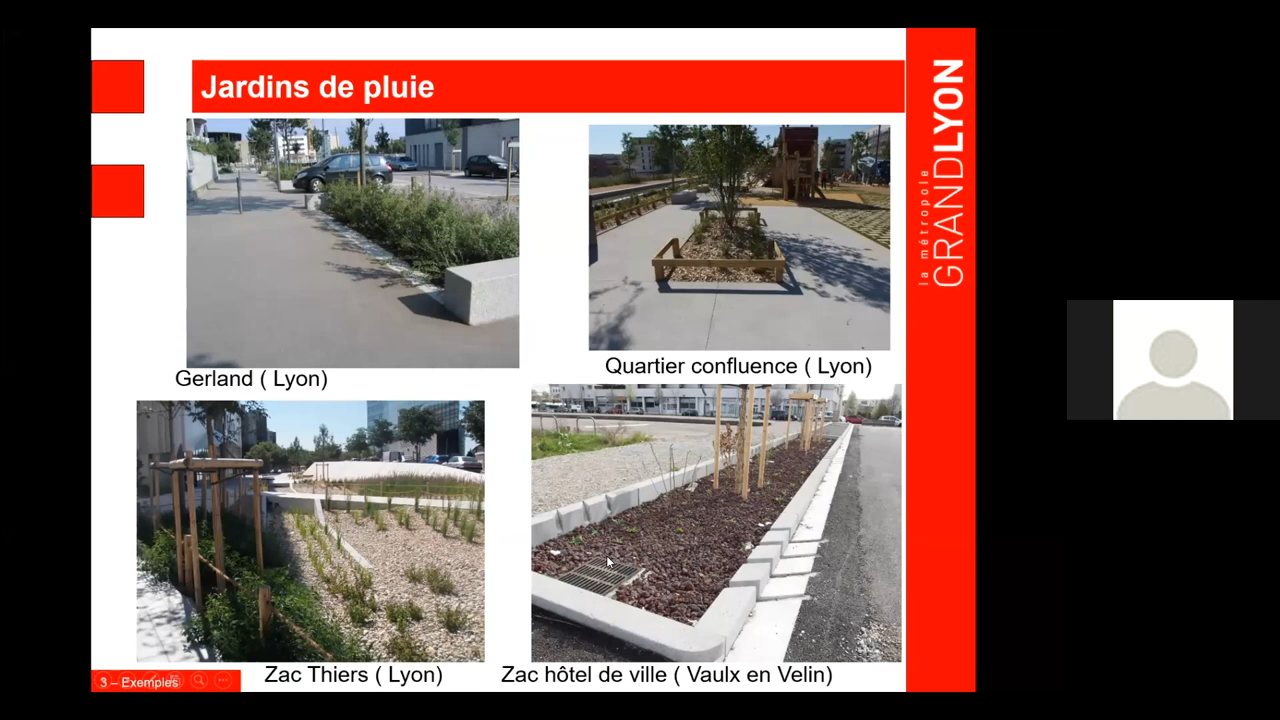 Jardins de pluie
la métropole
GRANDLYON
Gerland ( Lyon)
Quartier confluence ( Lyon)
Zac Thiers ( Lyon)
Zac hôtel de ville ( Vaulx en Velin)
3 – Exemples